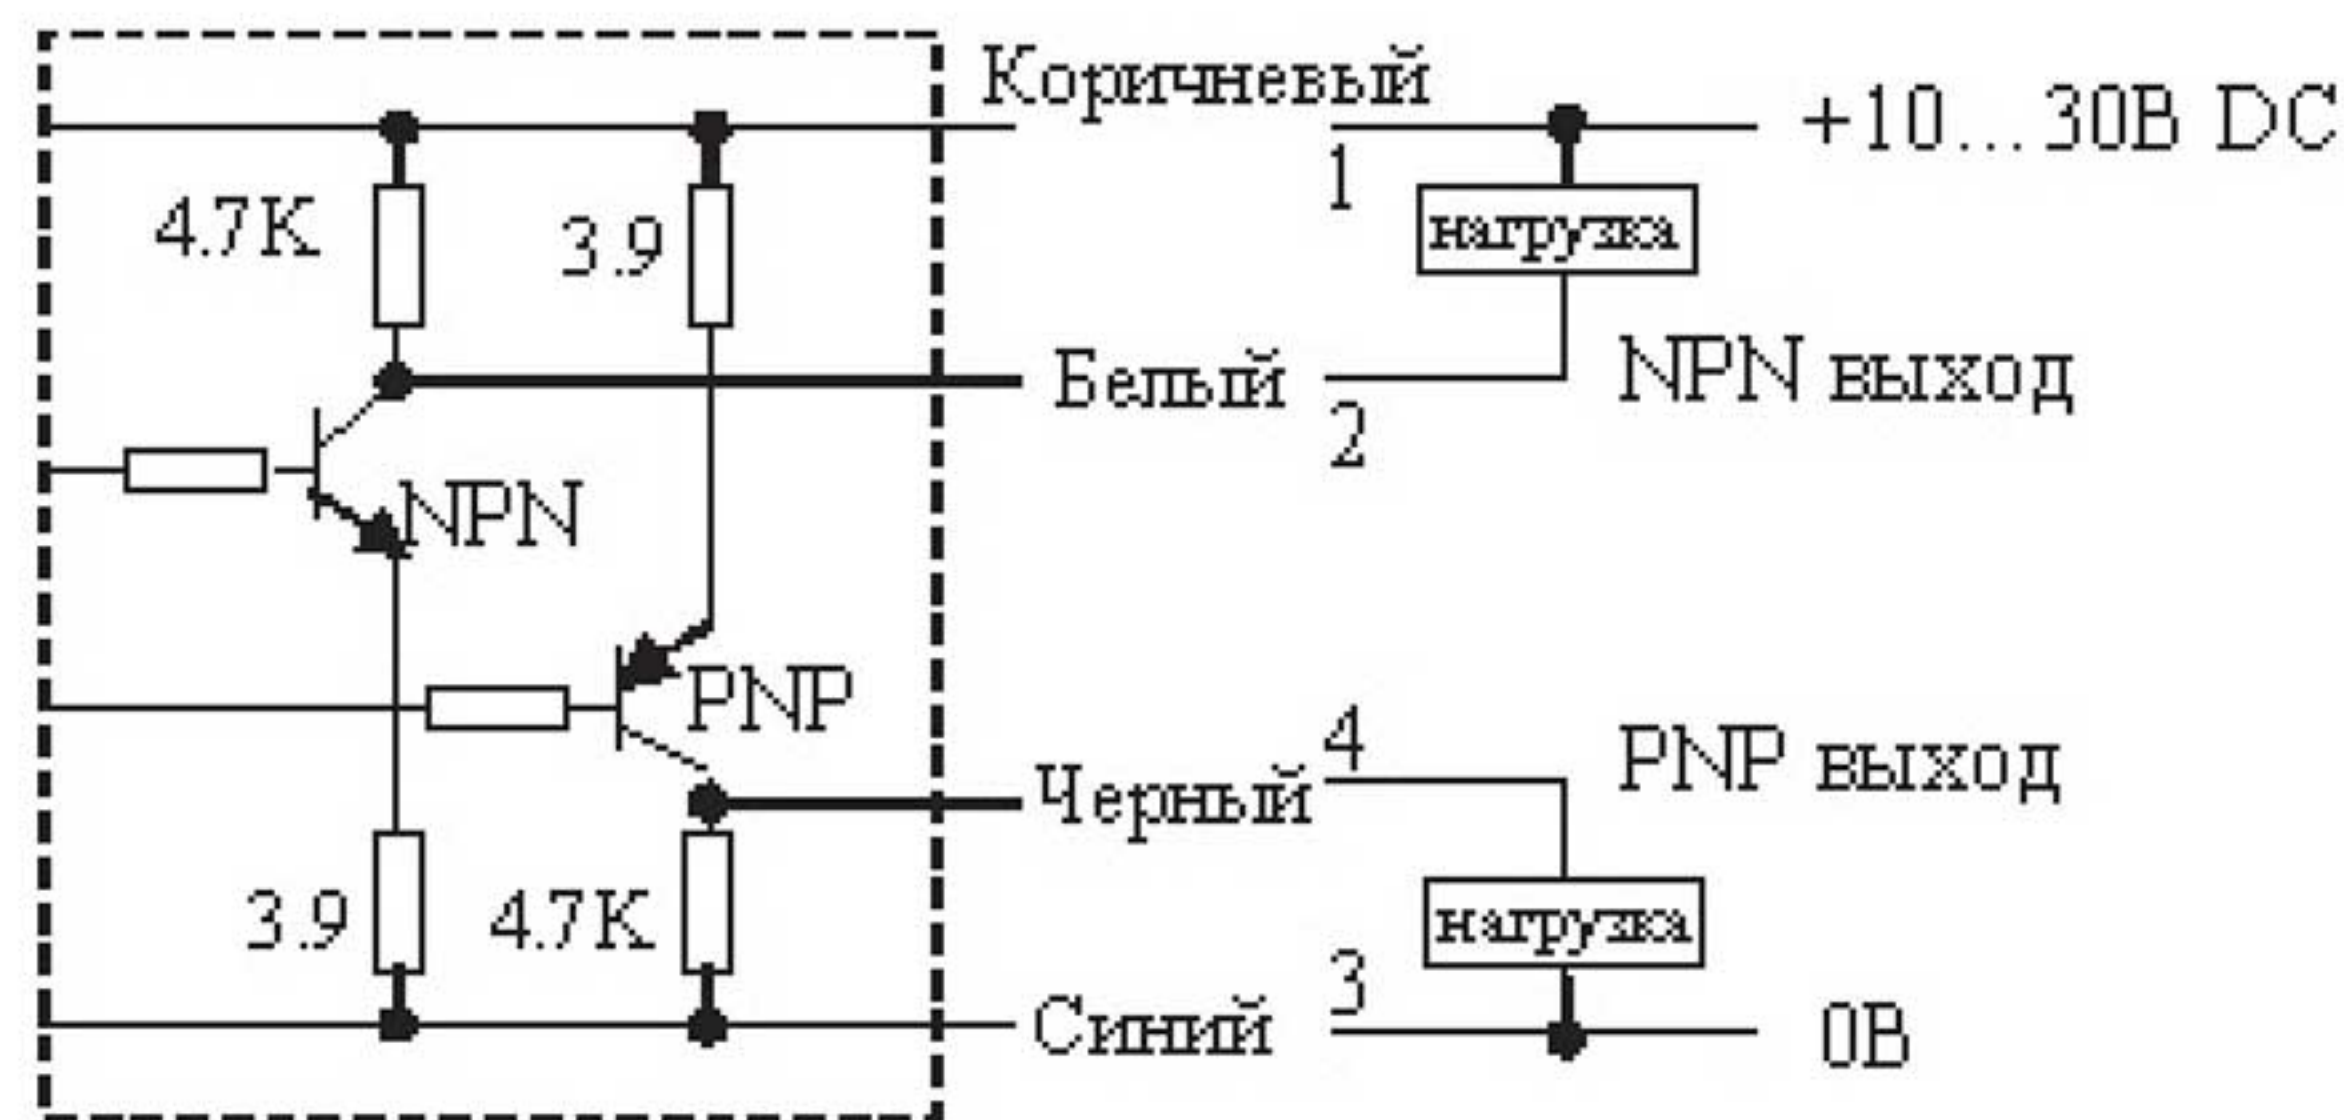 Коричневый
+10...30В DC
1
4.7K
3.9
нагрузка
Белый
NPN выход
2
NPN
PNP
4
PNP выход
Черный
3.9
4.7K
нагрузка
3
Синий
0В